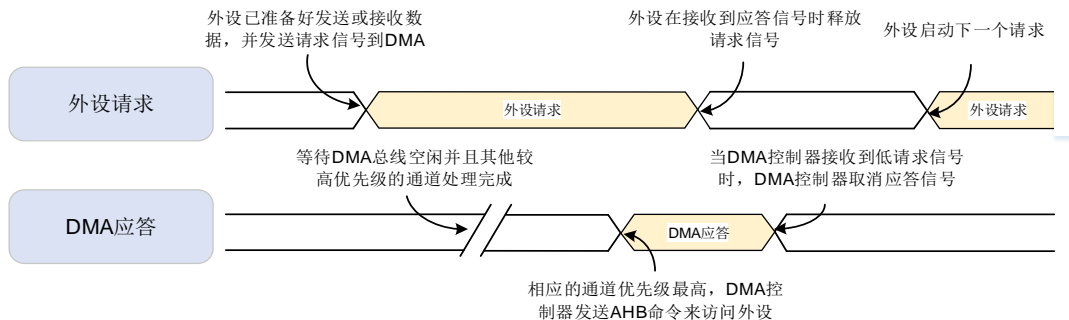 外设已准备好发送或接收数
据，并发送请求信号到DMA
外设在接收到应答信号时释放
请求信号
外设启动下一个请求
外设请求
外设请求
外设请求
等待DMA总线空闲并且其他较
高优先级的通道处理完成
当DMA控制器接收到低请求信号
时，DMA控制器取消应答信号
DMA应答
DMA应答
相应的通道优先级最高，DMA控
制器发送AHB命令来访问外设